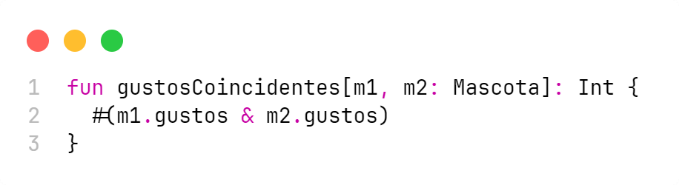 1 fun gustosCoincidentes[m1, m2: Mascota]: Int {
2   #(m1.gustos & m2.gustos)
3 }